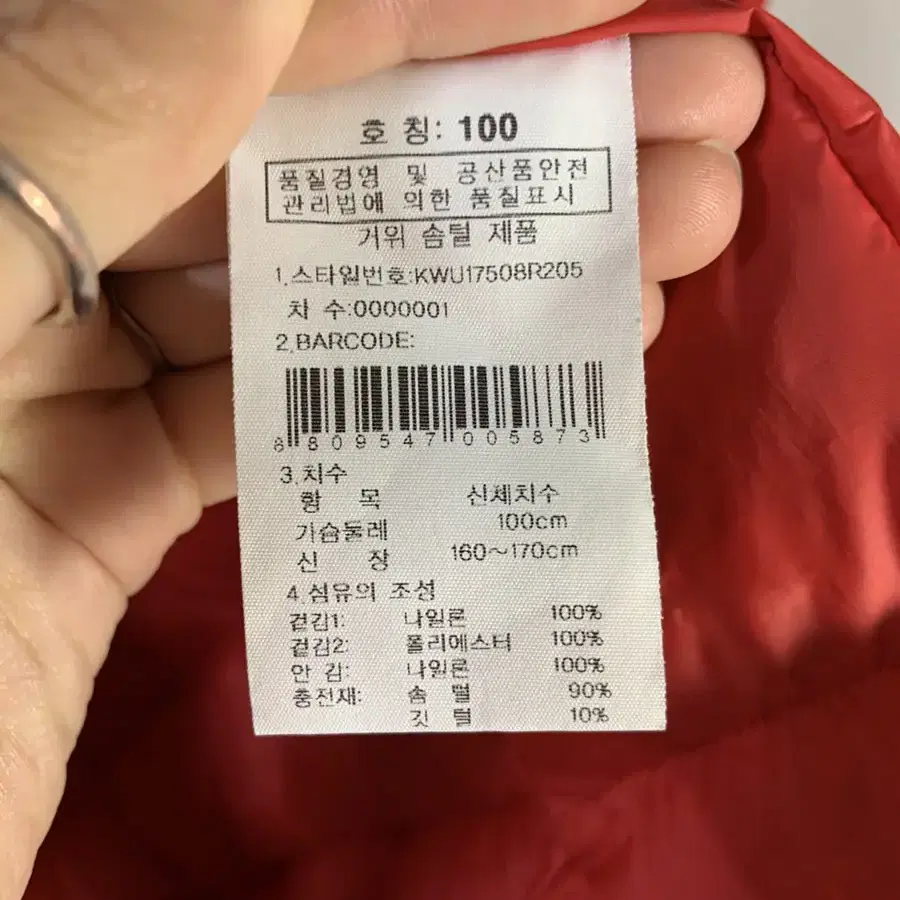 호 칭: 100
품질경영 및 공산품안전
관리법에 의한 품질표시
거위 솜털 제품
1.스타일번호:KWU17508R205
차 수:0000001
2.BARCODE:
8 809547 005873
3.치수
항 목 신체치수
가슴둘레 100cm
신 장 160~170cm
4.섬유의 조성
겉감1: 나일론 100%
겉감2: 폴리에스터 100%
안 감: 나일론 100%
충전재: 솜 털 90%
깃 털 10%